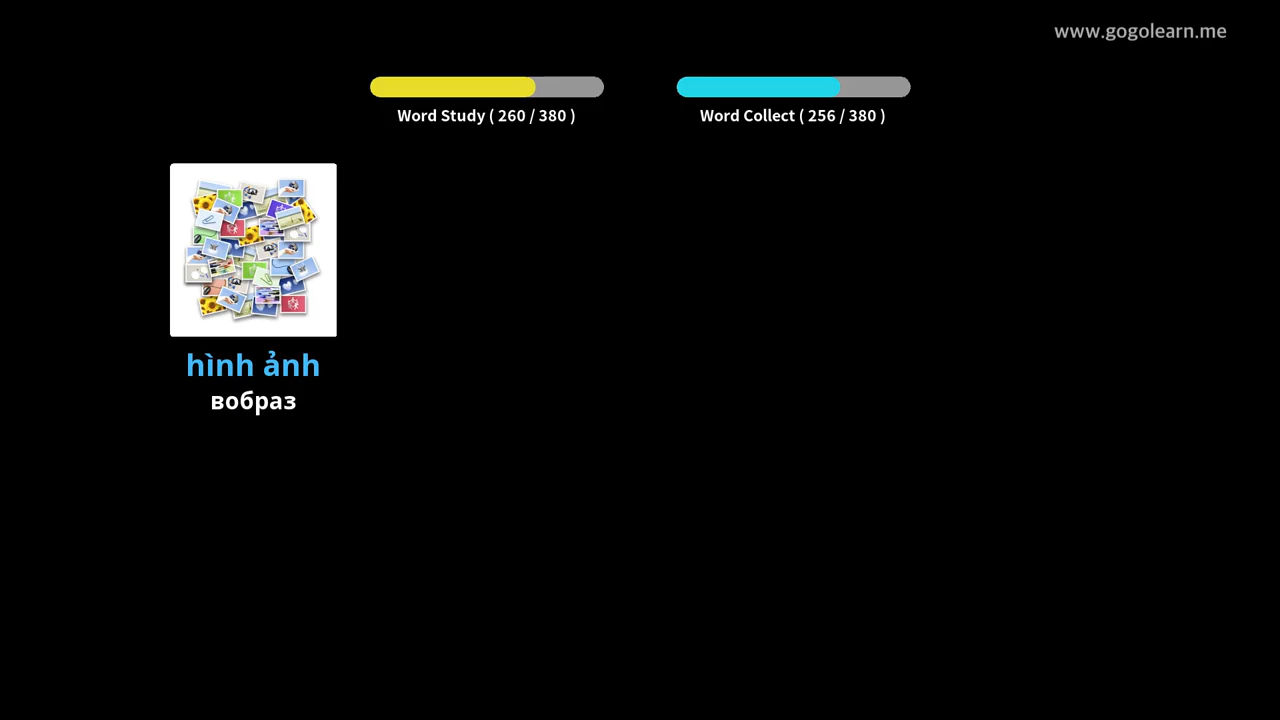 www.gogolearn.me
Word Study ( 260 / 380 )
Word Collect ( 256 / 380 )
hình ảnh
вобраз